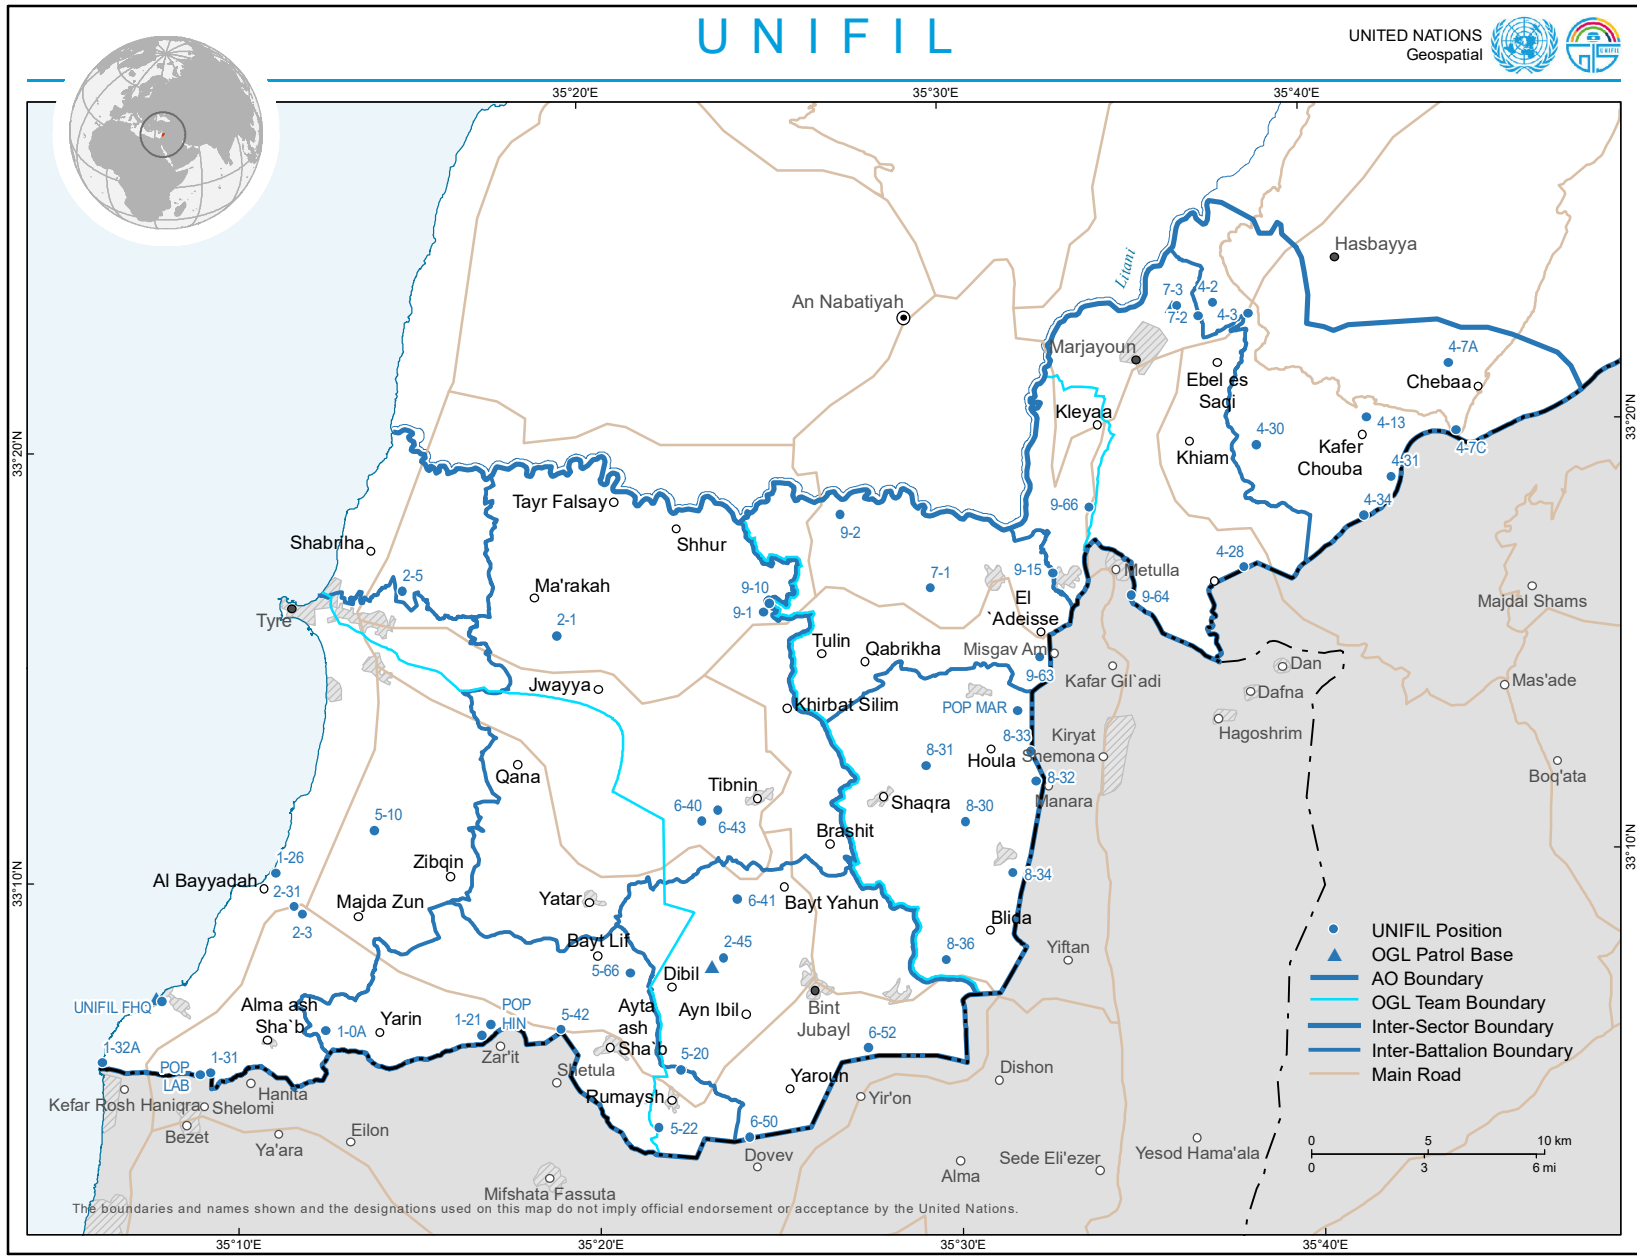 UNIFIL
UNITED NATIONS
Geospatial
UNIFIL
35°20'E
35°30'E
35°40'E
Hasbayya
Litani
An Nabatiyah
7-3
4-2
7-2
4-3
Marjayoun
4-7A
Chebaa
Ebel es
Saqi
Kleyaa
4-13
4-30
Kafer
Chouba
Khiam
4-7C
4-31
4-34
33°20'N
33°20'N
Tayr Falsay
9-66
9-2
Shhur
Shabriha
4-28
Metulla
9-15
2-5
7-1
Ma'rakah
9-10
9-1
9-64
Majdal Shams
El
`Adeisse
Tyre
2-1
Tulin
Qabrikha
Misgav Am
9-63
Dan
Kafar Gil`adi
Mas'ade
Dafna
Jwayya
Khirbat Silim
POP MAR
Hagoshrim
8-33
Kiryat
Shemona
8-31
Houla
Qana
8-32
Boq'ata
Tibnin
Manara
Shaqra
6-40
6-43
8-30
5-10
Brashit
33°10'N
33°10'N
1-26
Zibqin
8-34
Al Bayyadah
2-31
Majda Zun
Yatar
6-41
Bayt Yahun
2-3
Blida
Bayt Lif
2-45
8-36
Yiftan
5-66
Dibil
UNIFIL FHQ
Alma ash
Sha`b
Yarin
1-0A
1-21
POP
HIN
5-42
Ayta
ash
Sha`b
Ayn Ibil
Bint
Jubayl
6-52
1-32A
POP
LAB
1-31
Zar'it
Shetula
5-20
Yaroun
Dishon
Hanita
Kefar Rosh Haniqra
Shelomi
Rumaysh
Yir'on
Bezet
Ya'ara
Eilon
5-22
6-50
Dovev
Alma
Sede Eli'ezer
Yesod Hama'ala
Mifshata Fassuta
UNIFIL Position
OGL Patrol Base
AO Boundary
OGL Team Boundary
Inter-Sector Boundary
Inter-Battalion Boundary
Main Road
0 5 10 km
0 3 6 mi
The boundaries and names shown and the designations used on this map do not imply official endorsement or acceptance by the United Nations.
35°10'E
35°20'E
35°30'E
35°40'E